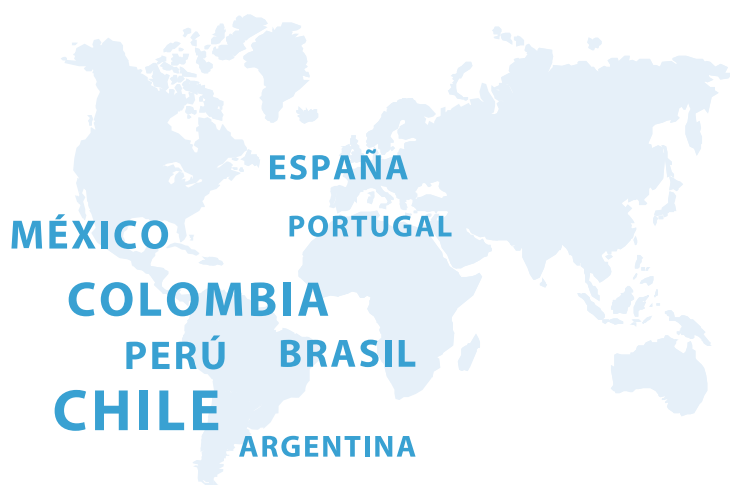 ESPAÑA
PORTUGAL
MÉXICO
COLOMBIA
PERÚ BRASIL
CHILE
ARGENTINA